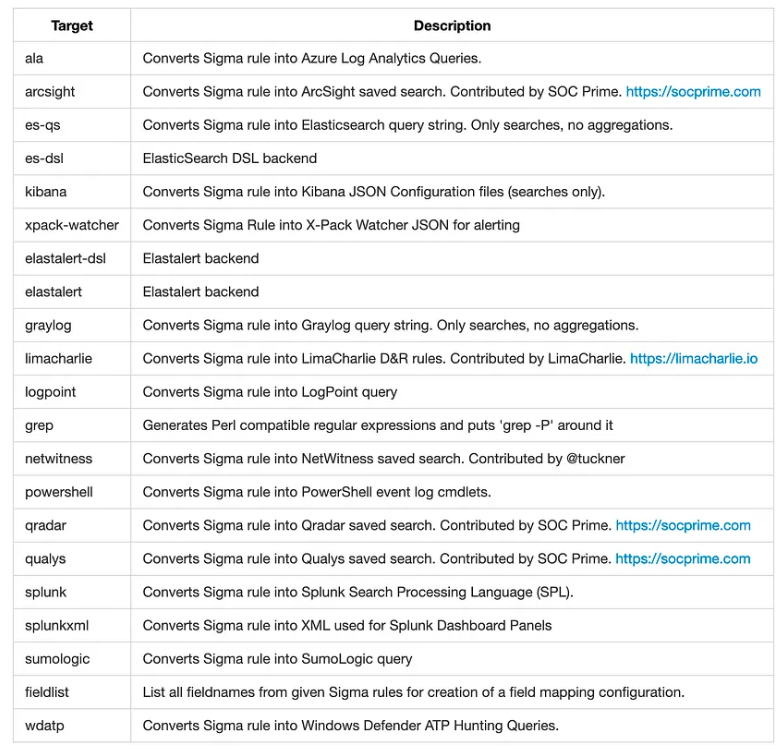 Target Description
ala Converts Sigma rule into Azure Log Analytics Queries.
arcsight Converts Sigma rule into ArcSight saved search. Contributed by SOC Prime. https://socprime.com
es-qs Converts Sigma rule into Elasticsearch query string. Only searches, no aggregations.
es-dsl ElasticSearch DSL backend
kibana Converts Sigma rule into Kibana JSON Configuration files (searches only).
xpack-watcher Converts Sigma Rule into X-Pack Watcher JSON for alerting
elastalert-dsl Elastalert backend
elastalert Elastalert backend
graylog Converts Sigma rule into Graylog query string. Only searches, no aggregations.
limacharlie Converts Sigma rule into LimaCharlie D&R rules. Contributed by LimaCharlie. https://limacharlie.io
logpoint Converts Sigma rule into LogPoint query
grep Generates Perl compatible regular expressions and puts 'grep -P' around it
netwitness Converts Sigma rule into NetWitness saved search. Contributed by @tuckner
powershell Converts Sigma rule into PowerShell event log cmdlets.
qradar Converts Sigma rule into Qradar saved search. Contributed by SOC Prime. https://socprime.com
qualys Converts Sigma rule into Qualys saved search. Contributed by SOC Prime. https://socprime.com
splunk Converts Sigma rule into Splunk Search Processing Language (SPL).
splunkxml Converts Sigma rule into XML used for Splunk Dashboard Panels
sumologic Converts Sigma rule into SumoLogic query
fieldlist List all fieldnames from given Sigma rules for creation of a field mapping configuration.
wdatp Converts Sigma rule into Windows Defender ATP Hunting Queries.